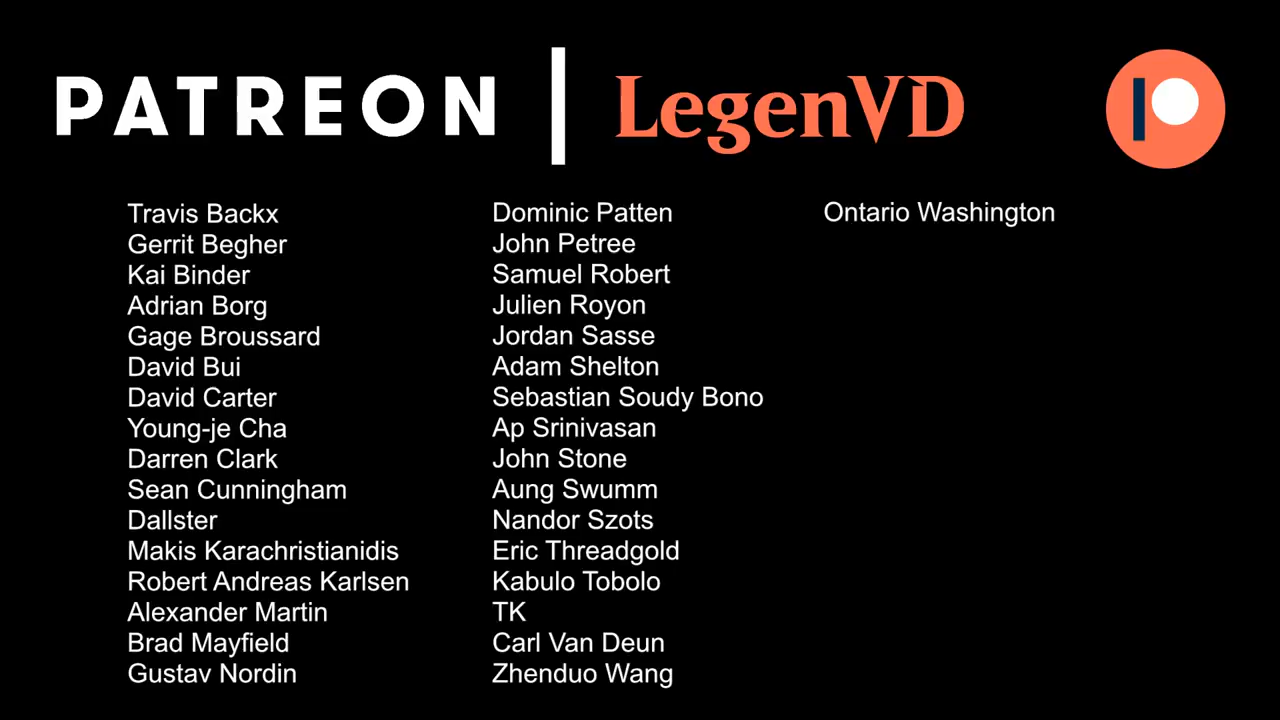 PATREON | LegenVD
Travis Backx
Gerrit Begher
Kai Binder
Adrian Borg
Gage Broussard
David Bui
David Carter
Young-je Cha
Darren Clark
Sean Cunningham
Dallster
Makis Karachristianidis
Robert Andreas Karlsen
Alexander Martin
Brad Mayfield
Gustav Nordin
Dominic Patten
John Petree
Samuel Robert
Julien Royon
Jordan Sasse
Adam Shelton
Sebastian Soudy Bono
Ap Srinivasan
John Stone
Aung Swumm
Nandor Szots
Eric Threadgold
Kabulo Tobolo
TK
Carl Van Deun
Zhenduo Wang
Ontario Washington